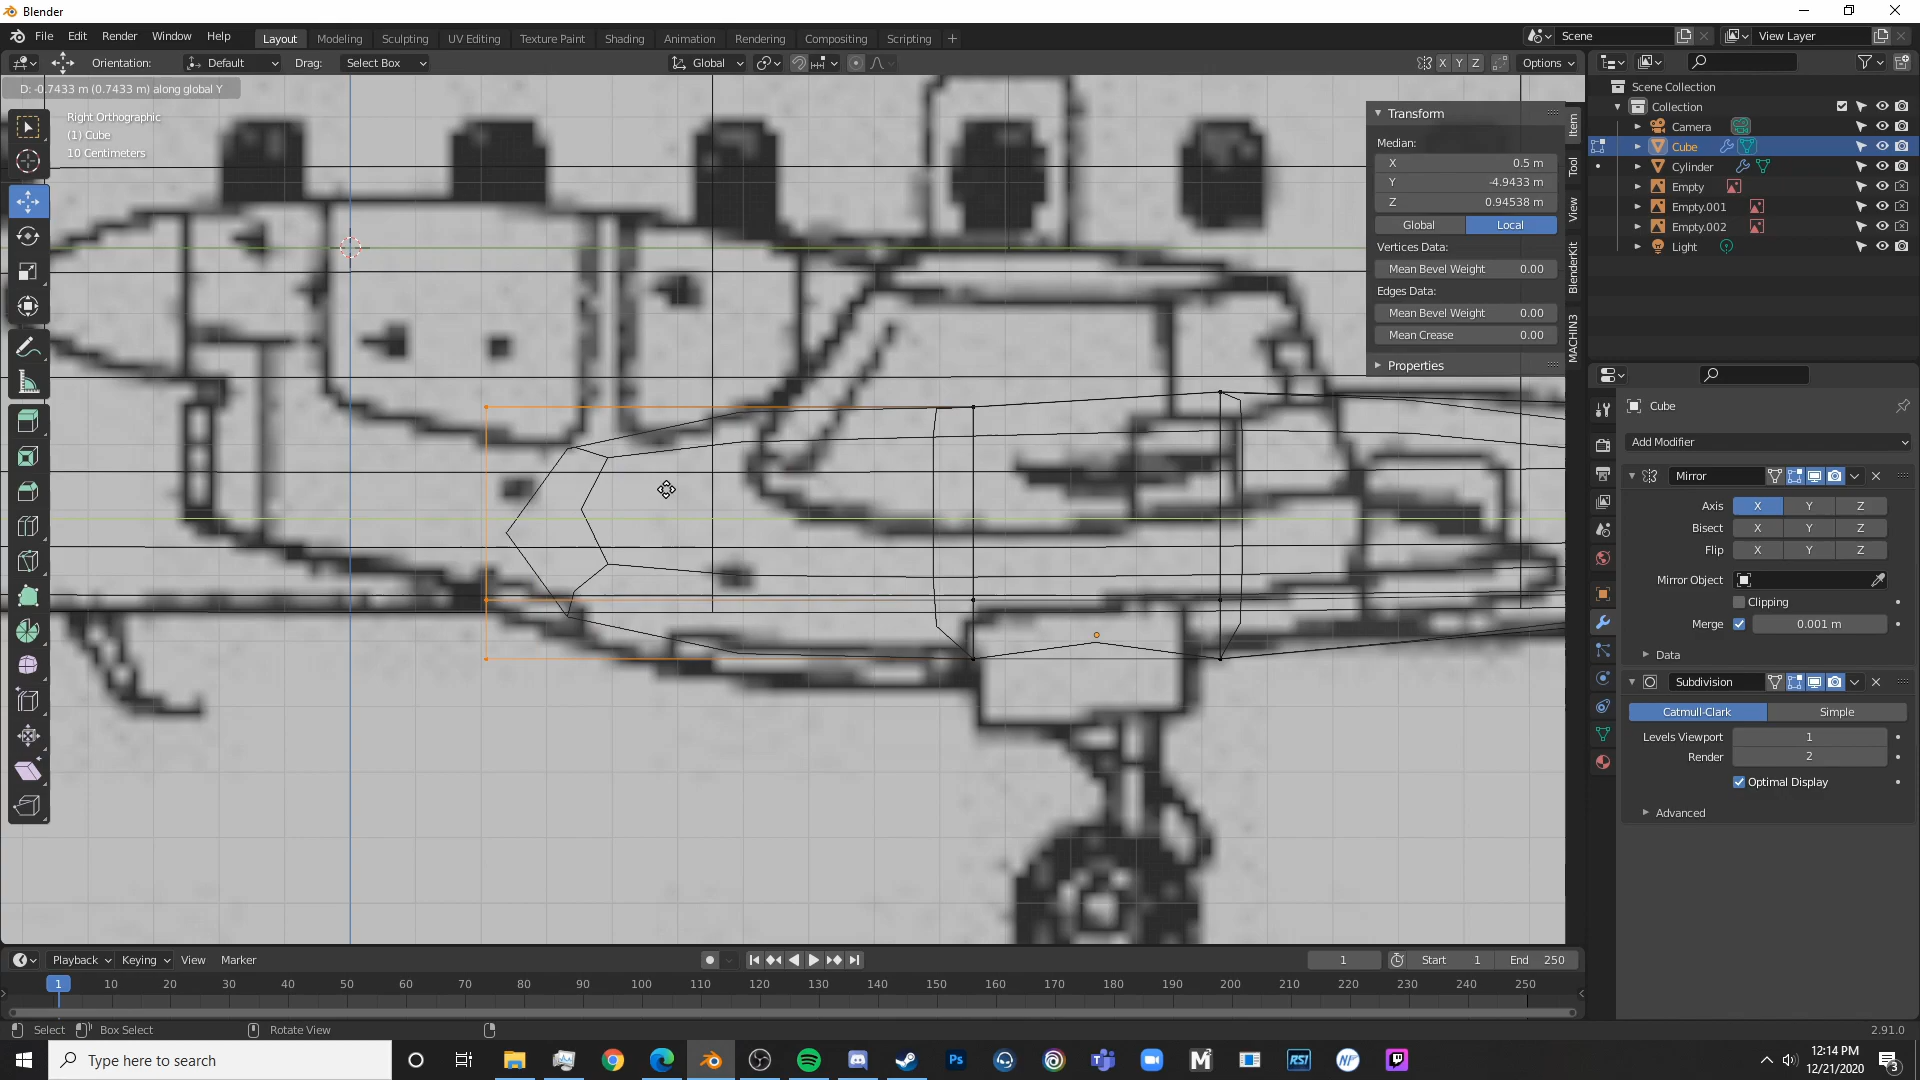 Blender
File Edit Render Window Help
Layout Modeling Sculpting UV Editing Texture Paint Shading Animation Rendering Compositing Scripting +
Scene View Layer
Orientation: Default Drag: Select Box Global X Y Z Options
D: -0.7433 m (0.7433 m) along global Y
Right Orthographic
(1) Cube
10 Centimeters
Transform
Median:
X 0.5 m
Y -4.9433 m
Z 0.94538 m
Global Local
Vertices Data:
Mean Bevel Weight 0.00
Edges Data:
Mean Bevel Weight 0.00
Mean Crease 0.00
Properties
Item
Tool
View
BlenderKit
MACHIN3
Scene Collection
Collection
Camera
Cube
Cylinder
Empty
Empty.001
Empty.002
Light
Cube
Add Modifier
Mirror
Axis X Y Z
Bisect X Y Z
Flip X Y Z
Mirror Object
Clipping
Merge 0.001 m
Data
Subdivision
Catmull-Clark Simple
Levels Viewport 1
Render 2
Optimal Display
Advanced
Playback Keying View Marker 1 Start 1 End 250
1 10 20 30 40 50 60 70 80 90 100 110 120 130 140 150 160 170 180 190 200 210 220 230 240 250
Select Box Select Rotate View 2.91.0
Type here to search
Ps
RSI
NP
12:14 PM
12/21/2020
3